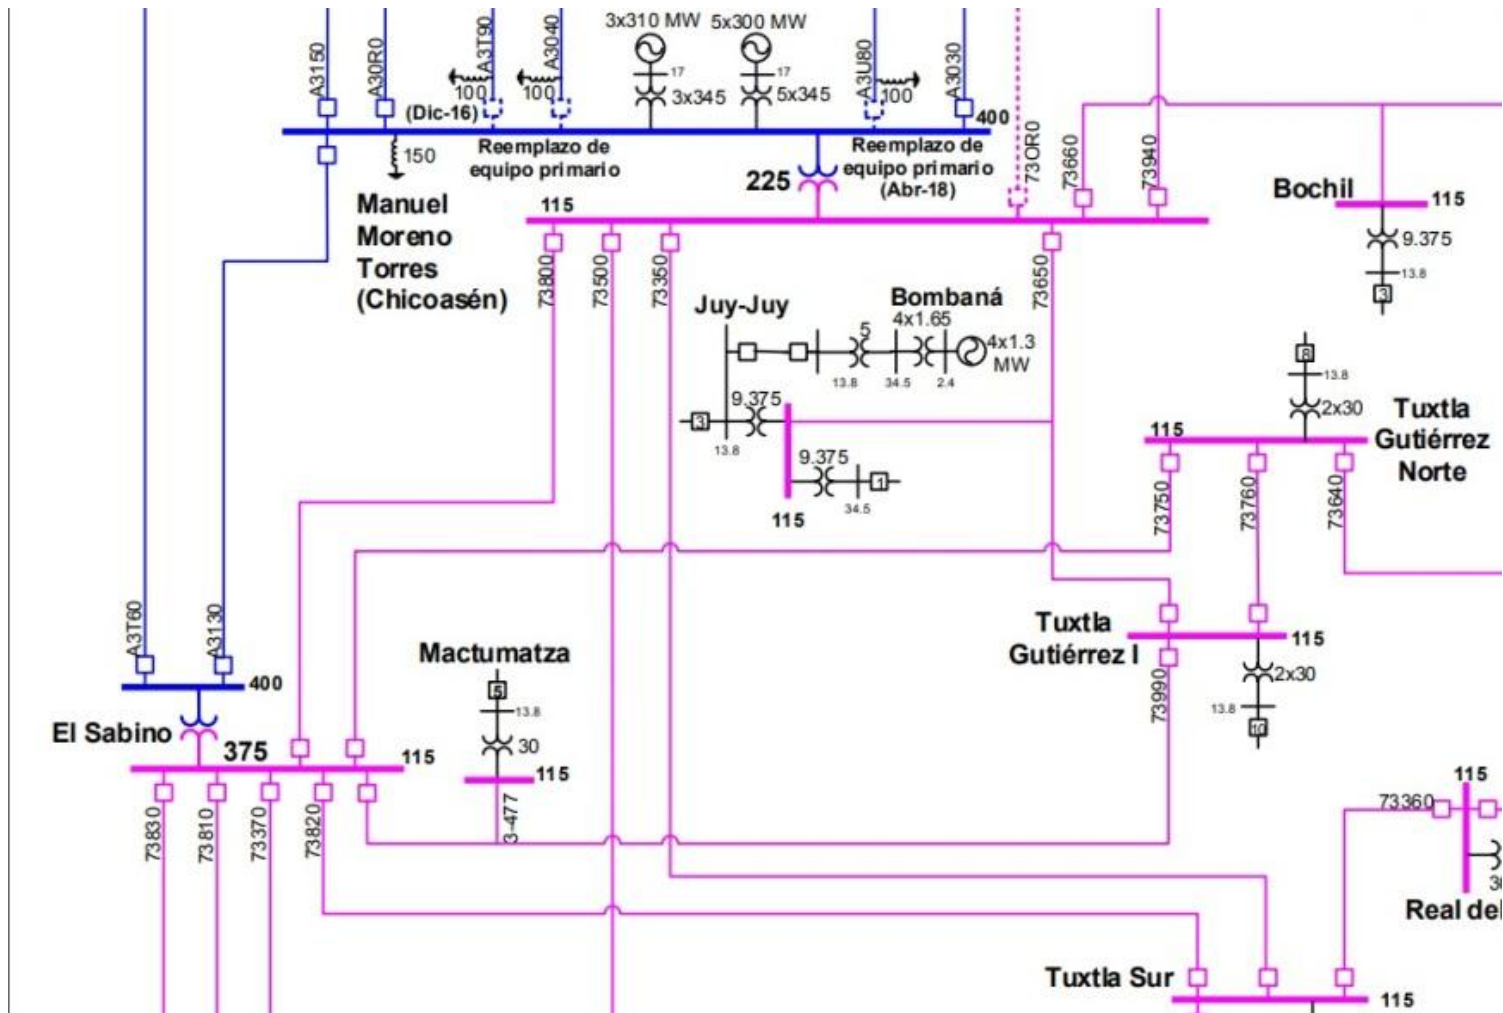 3x310 MW 5x300 MW
A3150
A30R0
A3T90
A3040
A3U80
A3030
17
17
100
100
100
3x345
5x345
(Dic-16)
400
Reemplazo de
equipo primario
Reemplazo de
equipo primario
(Abr-18)
150
225
73OR0
73660
73940
Manuel
Moreno
Torres
(Chicoasén)
115
Bochil
115
9.375
13.8
3
73800
73500
73350
73650
Juy-Juy
Bombaná
4x1.65
5
4x1.3
MW
13.8
34.5
2.4
9.375
3
13.8
9.375
1
34.5
115
8
13.8
2x30
Tuxtla
Gutiérrez
Norte
115
73750
73760
73640
A3T60
A3130
Tuxtla
Gutiérrez I
115
2x30
13.8
10
73990
Mactumatza
5
13.8
30
115
3-477
400
El Sabino
375
115
73830
73810
73370
73820
115
73360
Real del
Tuxtla Sur
115